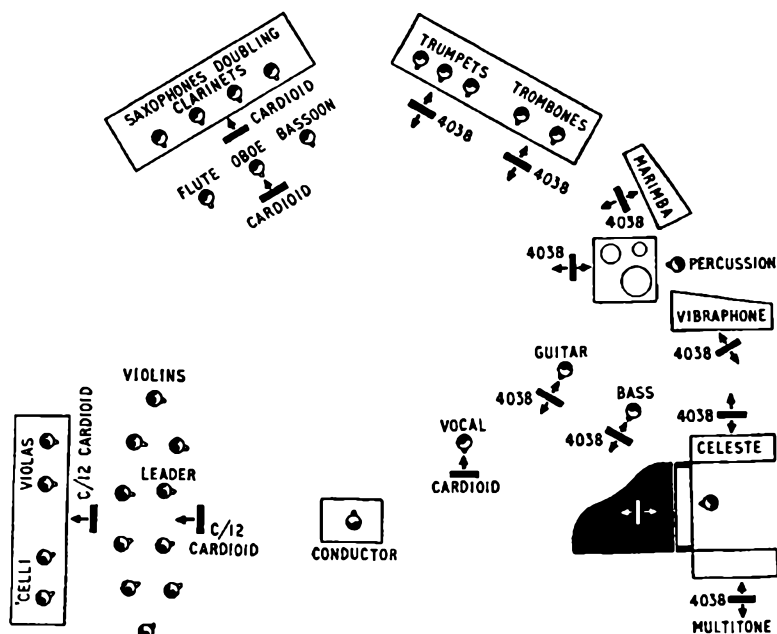 SAXOPHONES DOUBLING
CLARINETS
CARDIOID
FLUTE OBOE BASSOON
CARDIOID
TRUMPETS
TROMBONES
4038
4038
MARIMBA
4038
4038
PERCUSSION
VIBRAPHONE
4038
GUITAR
4038
BASS
4038
4038
CELESTE
VOCAL
CARDIOID
VIOLINS
VIOLAS
C/12 CARDIOID
LEADER
C/12
CARDIOID
CONDUCTOR
'CELLI
4038
MULTITONE